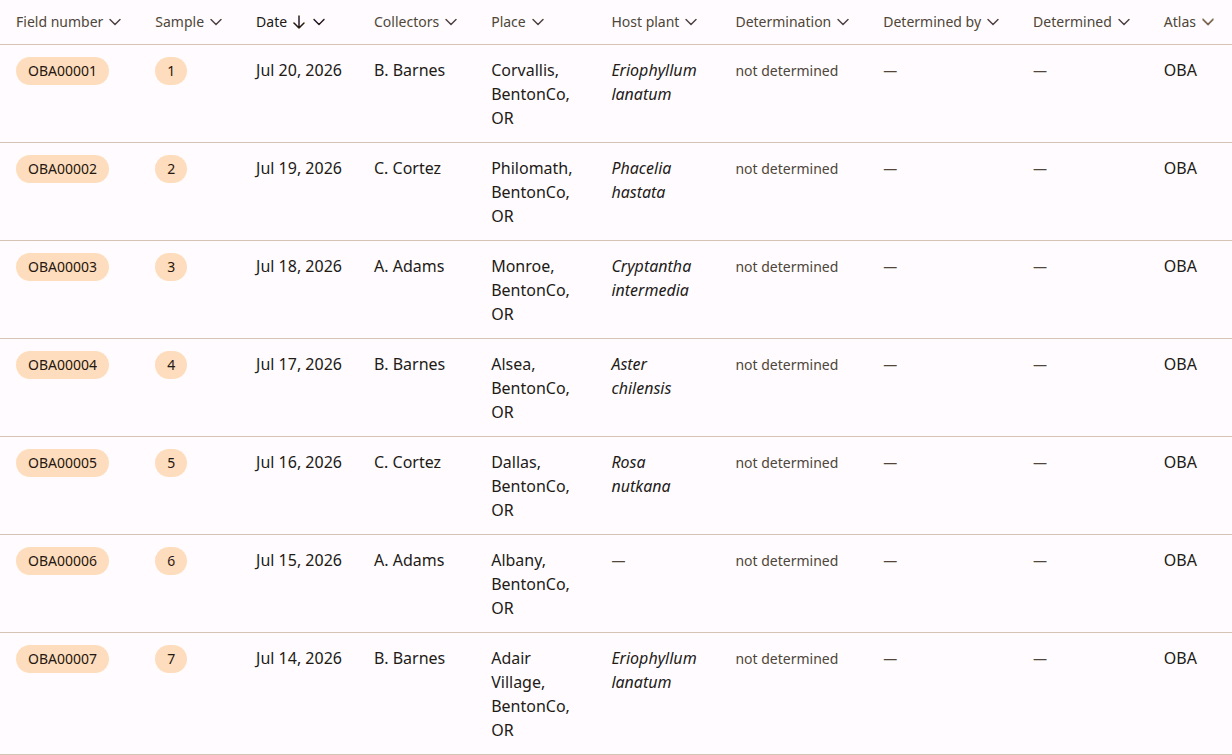 Field number Sample Date Collectors Place Host plant Determination Determined by Determined Atlas
OBA00001 1 Jul 20, 2026 B. Barnes Corvallis, Eriophyllum not determined — — OBA
BentonCo, lanatum
OR
OBA00002 2 Jul 19, 2026 C. Cortez Philomath, Phacelia not determined — — OBA
BentonCo, hastata
OR
OBA00003 3 Jul 18, 2026 A. Adams Monroe, Cryptantha not determined — — OBA
BentonCo, intermedia
OR
OBA00004 4 Jul 17, 2026 B. Barnes Alsea, Aster not determined — — OBA
BentonCo, chilensis
OR
OBA00005 5 Jul 16, 2026 C. Cortez Dallas, Rosa not determined — — OBA
BentonCo, nutkana
OR
OBA00006 6 Jul 15, 2026 A. Adams Albany, — not determined — — OBA
BentonCo,
OR
OBA00007 7 Jul 14, 2026 B. Barnes Adair Eriophyllum not determined — — OBA
Village, lanatum
BentonCo,
OR